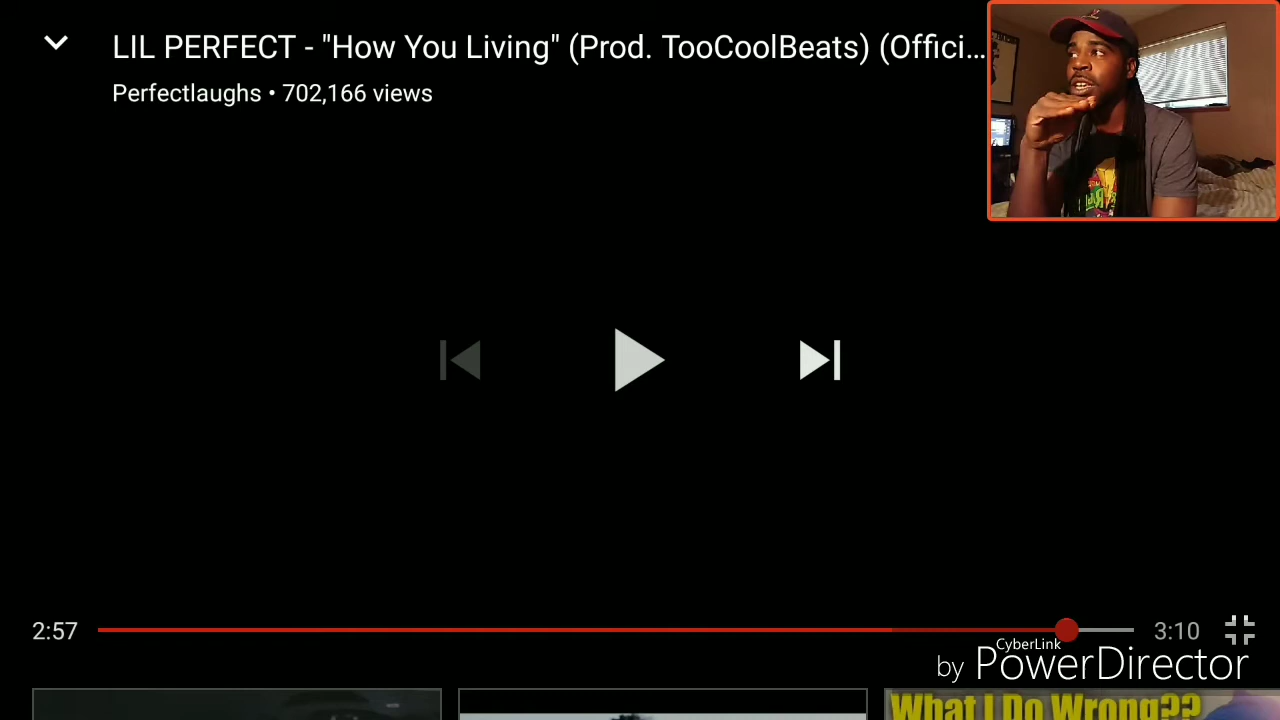 LIL PERFECT - "How You Living" (Prod. TooCoolBeats) (Offici...
Perfectlaughs • 702,166 views
2:57
3:10
CyberLink
by PowerDirector
What I Do Wrong??